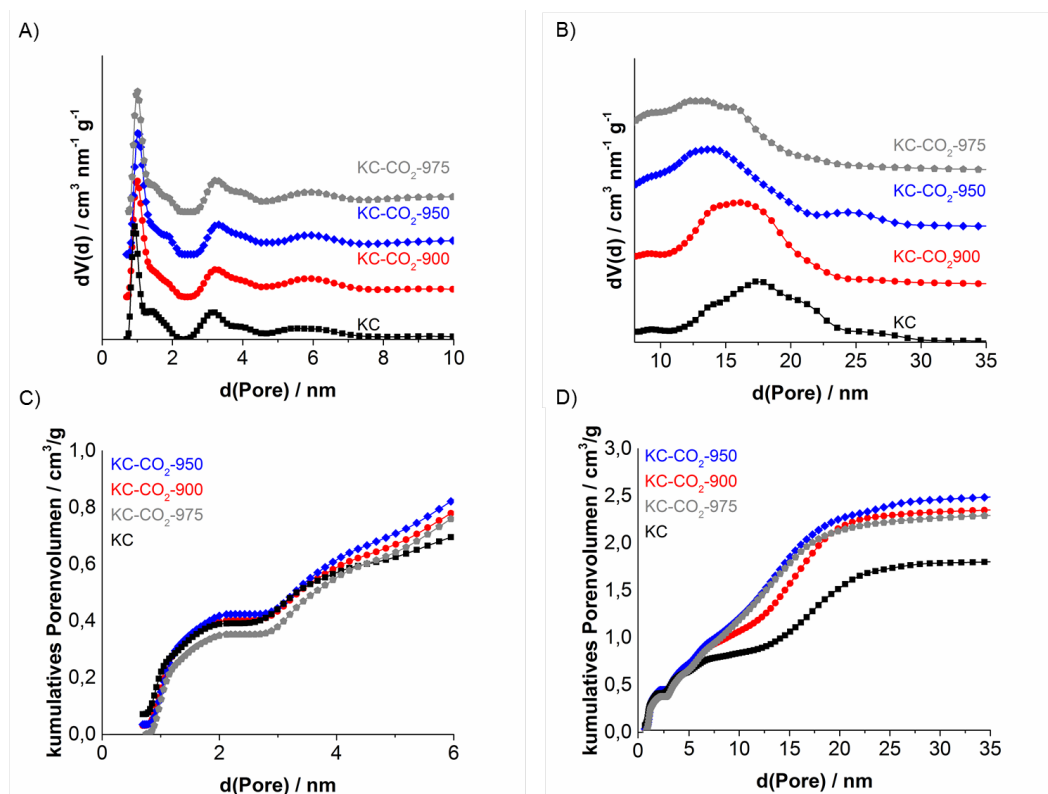 A)
dV(d) / cm³ nm⁻¹ g⁻¹
KC-CO₂-975
KC-CO₂-950
KC-CO₂900
KC
0 2 4 6 8 10
d(Pore) / nm
B)
dV(d) / cm³ nm⁻¹ g⁻¹
KC-CO₂-975
KC-CO₂-950
KC-CO₂-900
KC
10 15 20 25 30 35
d(Pore) / nm
C)
kumulatives Porenvolumen / cm³/g
1,0
0,8
0,6
0,4
0,2
0,0
KC-CO₂-950
KC-CO₂-900
KC-CO₂-975
KC
0 2 4 6
d(Pore) / nm
D)
kumulatives Porenvolumen / cm³/g
3,0
2,5
2,0
1,5
1,0
0,5
0,0
KC-CO₂-950
KC-CO₂-900
KC-CO₂-975
KC
0 5 10 15 20 25 30 35
d(Pore) / nm